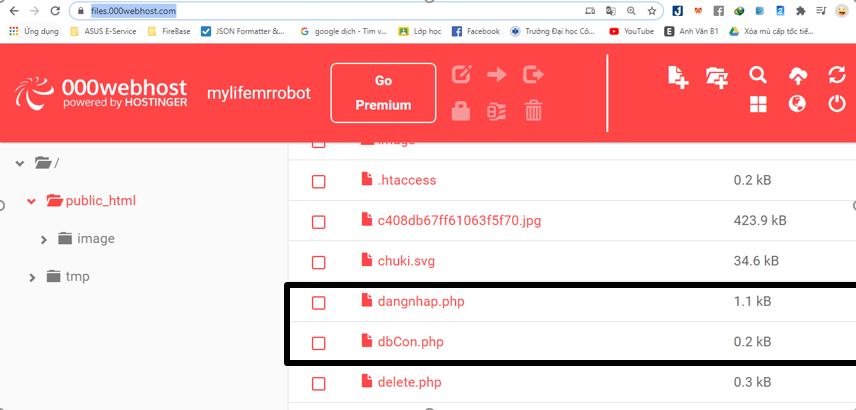 files.000webhost.com
Ứng dụng ASUS E-Service FireBase JSON Formatter &... google dịch - Tìm v... Học làm Giàu Facebook Trường Đại học Cô... YouTube Anh Văn B1 Xóa mù cấp tốc tiế...
000webhost
powered by HOSTINGER
mylifemrrobot
Go
Premium
image
/
.htaccess 0.2 kB
public_html
c408db67ff61063f5f70.jpg 423.9 kB
image
chuki.svg 34.6 kB
tmp
dangnhap.php 1.1 kB
dbCon.php 0.2 kB
delete.php 0.3 kB